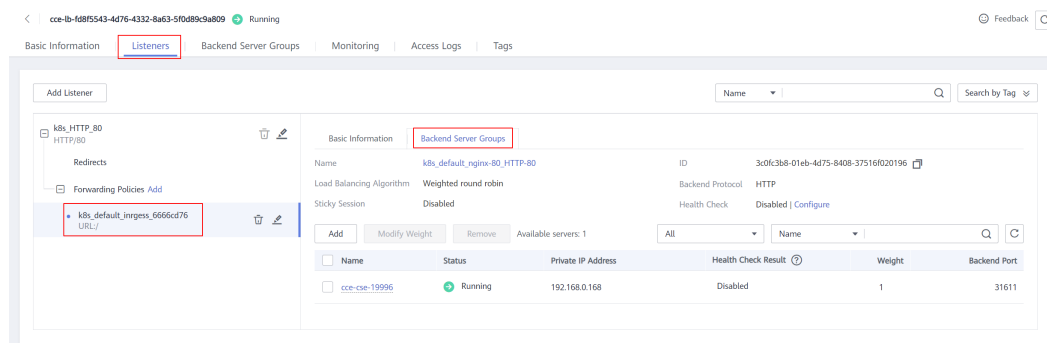 cce-lb-fd8f5543-4d76-4332-8a63-5f0d89c9a809 Running Feedback
Basic Information Listeners Backend Server Groups Monitoring Access Logs Tags
Add Listener Name Search by Tag
k8s_HTTP_80
HTTP/80
Redirects
Forwarding Policies Add
k8s_default_inrgess_6666cd76
URL:/
Basic Information Backend Server Groups
Name k8s_default_nginx-80_HTTP-80 ID 3c0fc3b8-01eb-4d75-8408-37516f020196
Load Balancing Algorithm Weighted round robin Backend Protocol HTTP
Sticky Session Disabled Health Check Disabled | Configure
Add Modify Weight Remove Available servers: 1 All Name
Name Status Private IP Address Health Check Result Weight Backend Port
cce-cse-19996 Running 192.168.0.168 Disabled 1 31611